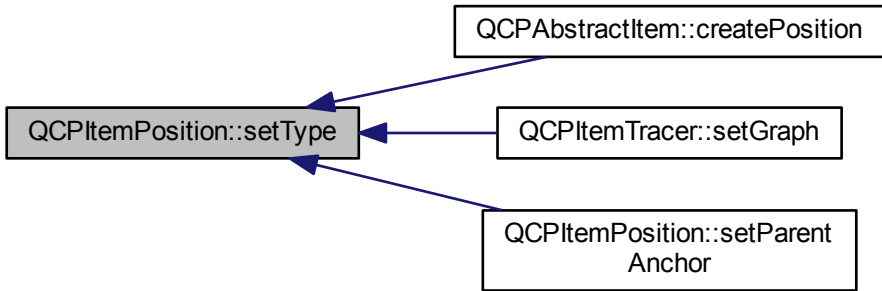 QCPAbstractItem::createPosition
QCPItemPosition::setType
QCPItemTracer::setGraph
QCPItemPosition::setParent
Anchor